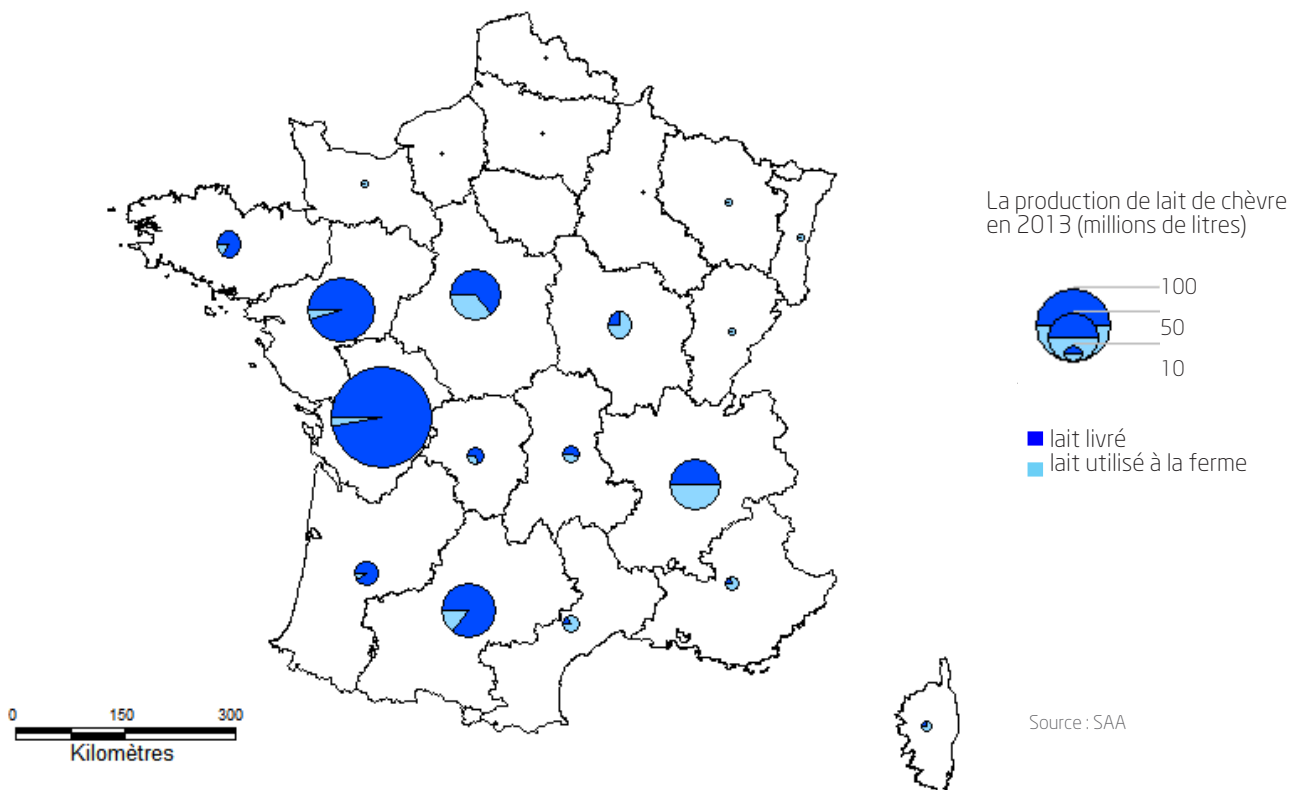 La production de lait de chèvre
en 2013 (millions de litres)
100
50
10
lait livré
lait utilisé à la ferme
0 150 300
Kilomètres
Source : SAA